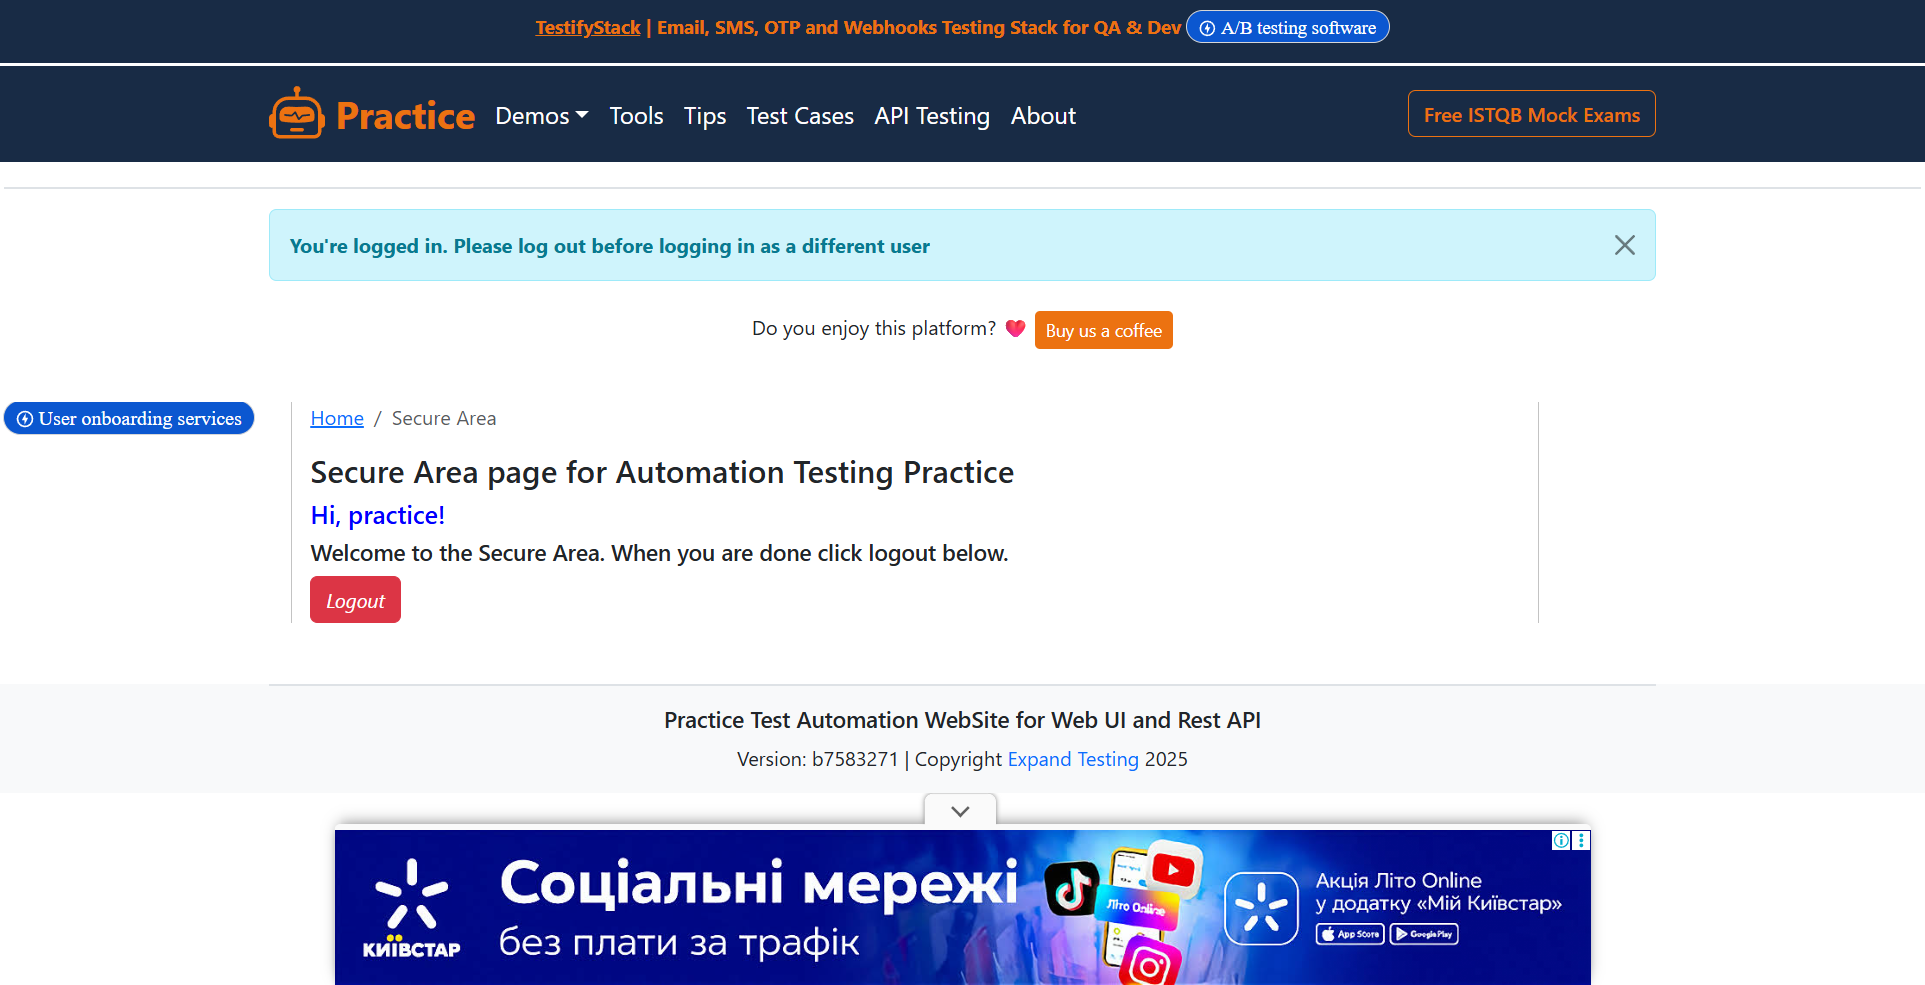 TestifyStack | Email, SMS, OTP and Webhooks Testing Stack for QA & Dev A/B testing software
Practice Demos Tools Tips Test Cases API Testing About Free ISTQB Mock Exams
You're logged in. Please log out before logging in as a different user
Do you enjoy this platform? Buy us a coffee
User onboarding services
Home / Secure Area
Secure Area page for Automation Testing Practice
Hi, practice!
Welcome to the Secure Area. When you are done click logout below.
Logout
Practice Test Automation WebSite for Web UI and Rest API
Version: b7583271 | Copyright Expand Testing 2025
КИЇВСТАР
Соціальні мережі
без плати за трафік
Літо Online
Акція Літо Online
у додатку «Мій Київстар»
App Store Google Play